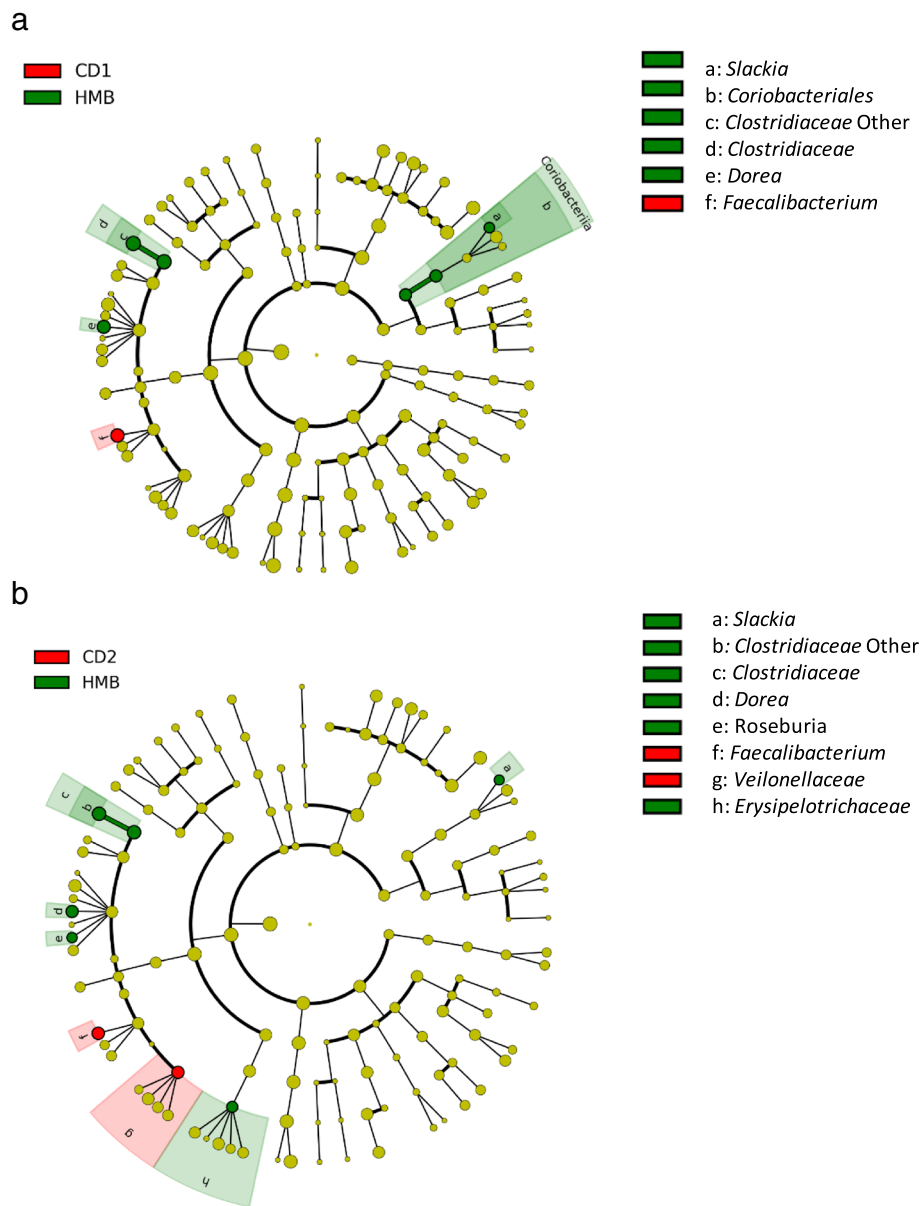 a
CD1
HMB
a: Slackia
b: Coriobacteriales
c: Clostridiaceae Other
d: Clostridiaceae
e: Dorea
f: Faecalibacterium
Coriobacteriia
b
a
d
c
e
f
b
CD2
HMB
a: Slackia
b: Clostridiaceae Other
c: Clostridiaceae
d: Dorea
e: Roseburia
f: Faecalibacterium
g: Veilonellaceae
h: Erysipelotrichaceae
a
c
b
d
e
f
g
h